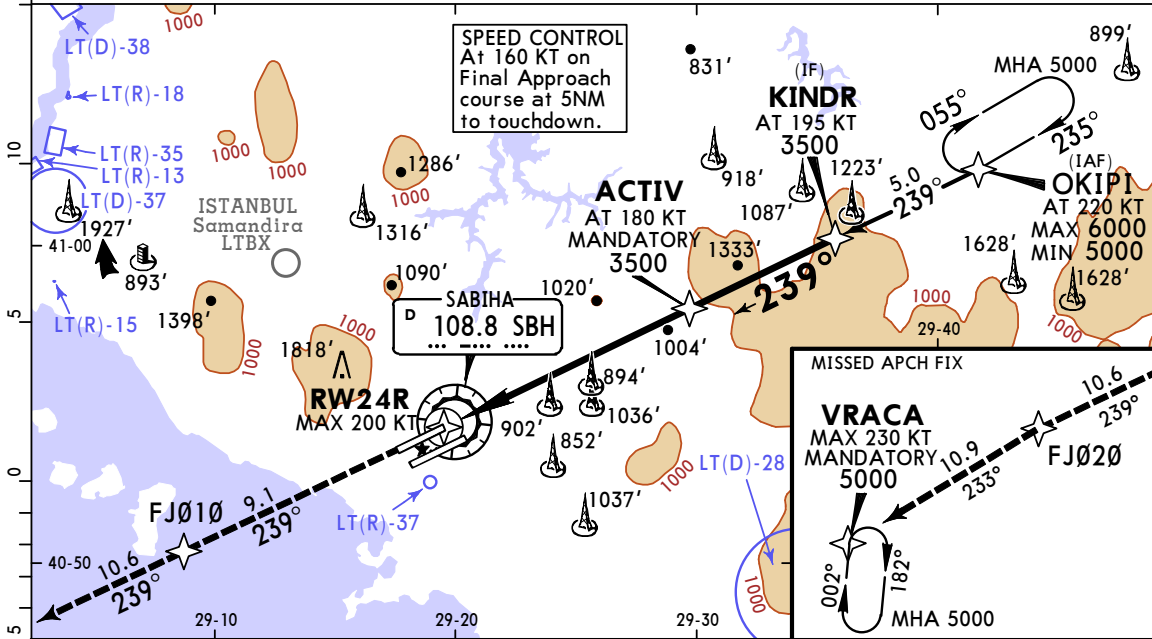 1000
LT(D)-38
LT(R)-18
LT(R)-35
LT(R)-13
LT(D)-37
1927'
41-00
893'
LT(R)-15
10
5
0
5
1000
1000
ISTANBUL
Samandira
LTBX
1286'
1000
1316'
1090'
1398'
1000
1818'
1000
SPEED CONTROL
At 160 KT on
Final Approach
course at 5NM
to touchdown.
831'
899'
MHA 5000
055°
235°
(IF)
KINDR
AT 195 KT
3500
918'
1087'
1223'
5.0
239°
(IAF)
OKIPI
AT 220 KT
MAX 6000
MIN 5000
ACTIV
AT 180 KT
MANDATORY
3500
1333'
239°
1628'
1628'
1000
1000
29-40
1020'
1004'
SABIHA
D 108.8 SBH
RW24R
MAX 200 KT
894'
1036'
902'
852'
1037'
1000
LT(D)-28
1000
LT(R)-37
FJ010
9.1
239°
10.6
239°
40-50
29-10
29-20
29-30
MISSED APCH FIX
VRACA
MAX 230 KT
MANDATORY
5000
10.6
239°
FJ020
10.9
233°
002°
182°
MHA 5000